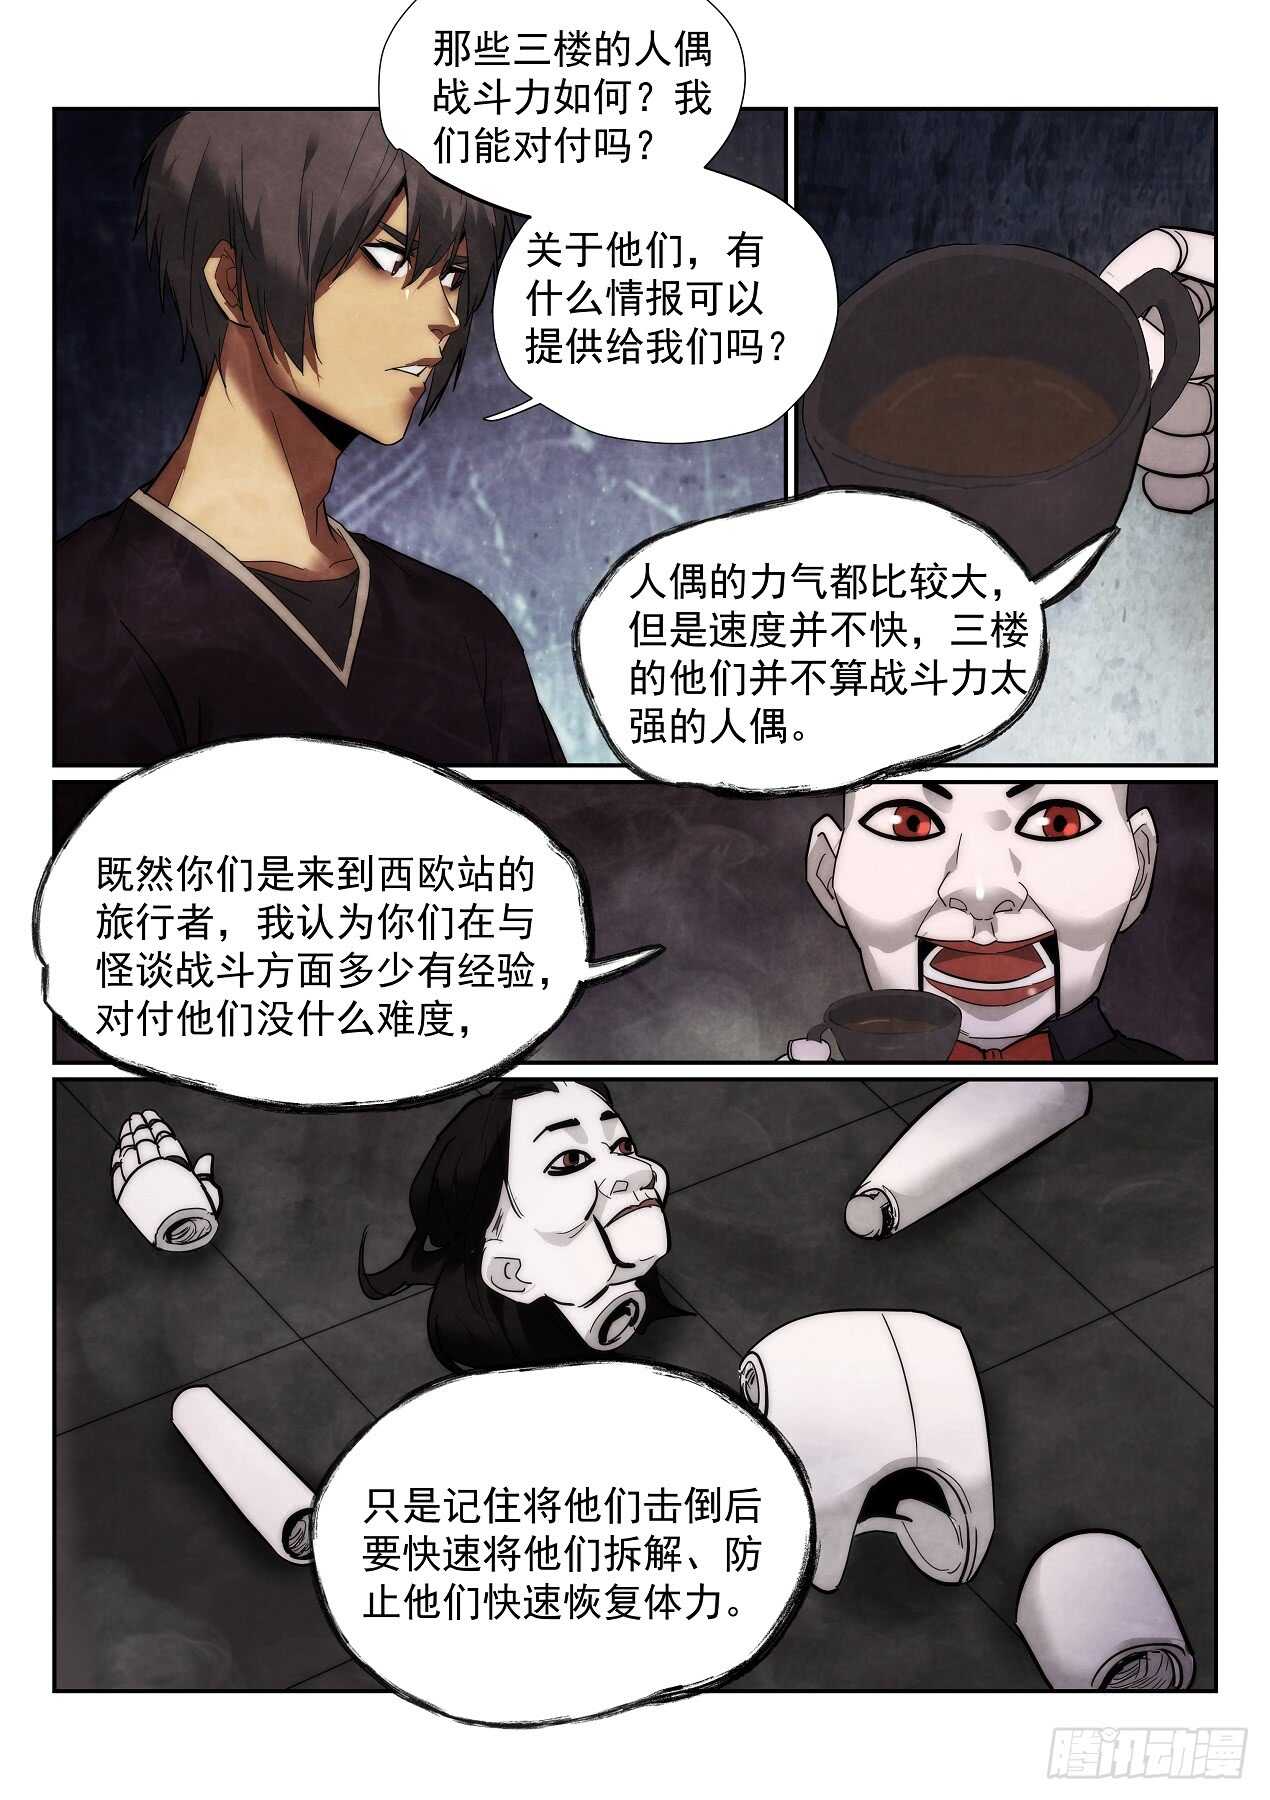 那些三楼的人偶
战斗力如何？我
们能对付吗？
关于他们，有
什么情报可以
提供给我们吗？
人偶的力气都比较大，
但是速度并不快，三楼
的他们并不算战斗力太
强的人偶。
既然你们是来到西欧站的
旅行者，我认为你们在与
怪谈战斗方面多少有经验，
对付他们没什么难度，
只是记住将他们击倒后
要快速将他们拆解、防
止他们快速恢复体力。
腾讯动漫